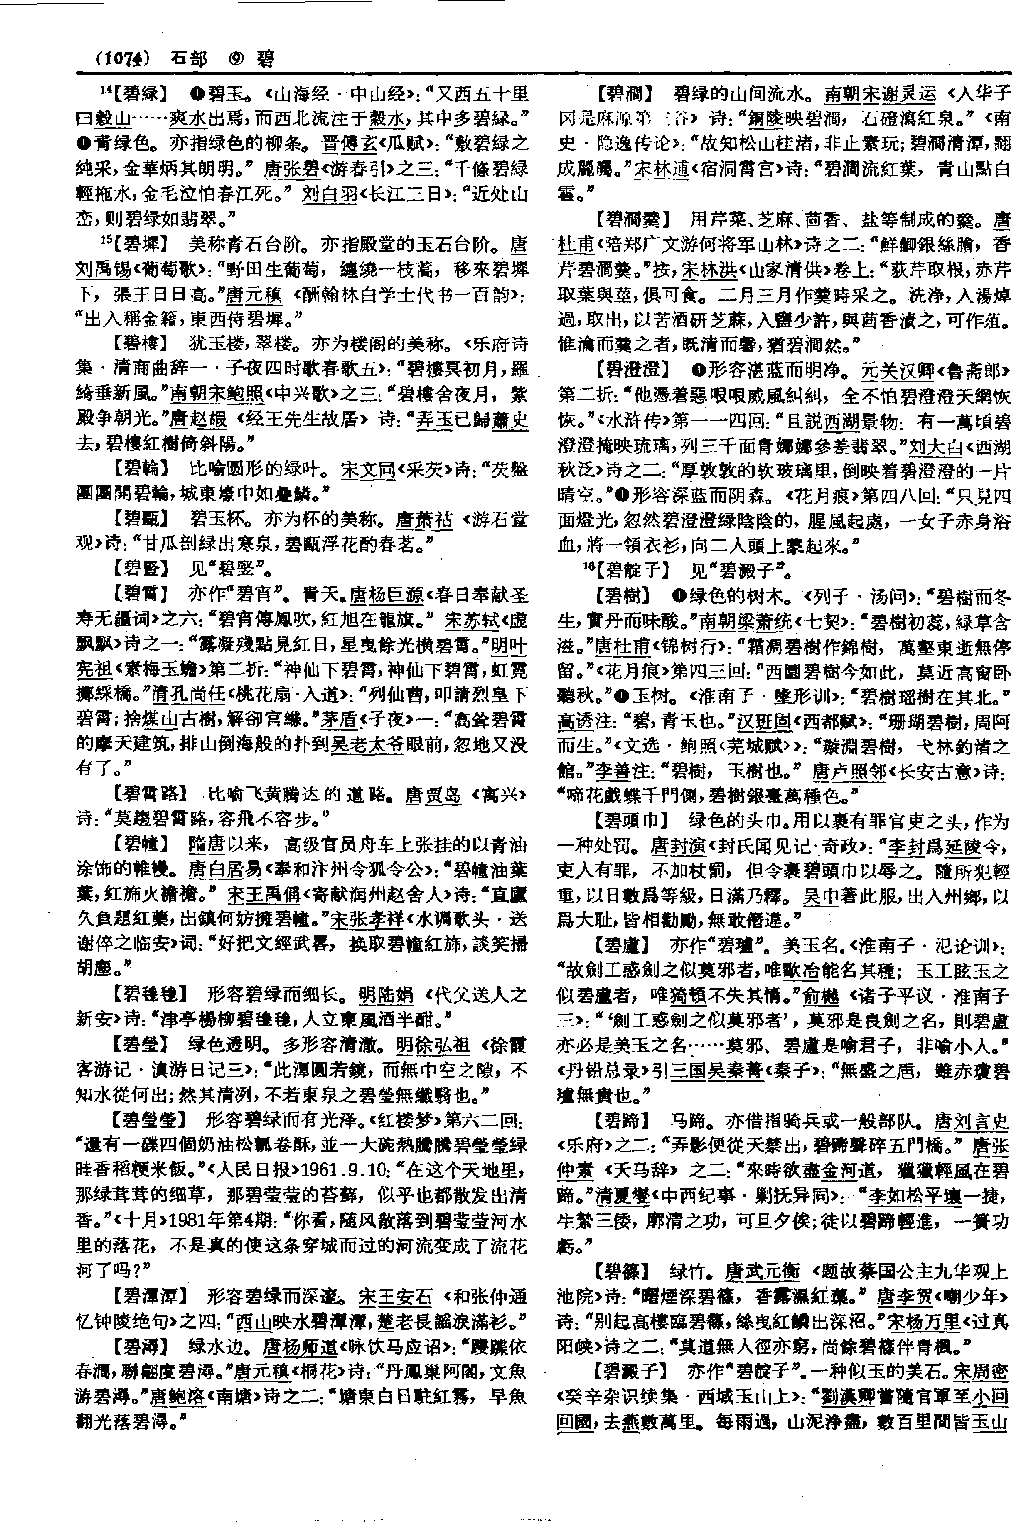 (1074) 石部 ⑨ 碧
14【碧绿】 ❶碧玉。《山海经·中山经》：“又西五十里
曰穀山……爽水出焉，而西北流注于穀水，其中多碧緑。”
❷青绿色。亦指绿色的柳条。晋傅玄《瓜赋》：“敷碧绿之
纯采，金華炳其朗明。”唐张碧《游春引》之三：“千條碧緑
輕拖水，金毛泣怕春江死。”刘白羽《长江三日》：“近处山
峦，则碧绿如翡翠。”
15【碧墀】 美称青石台阶。亦指殿堂的玉石台阶。唐
刘禹锡《葡萄歌》：“野田生葡萄，纏繞一枝蒿，移來碧墀
下，張王日日高。”唐元稹《酬翰林白学士代书一百韵》：
“出入稱金籍，東西侍碧墀。”
【碧樓】 犹玉楼，翠楼。亦为楼阁的美称。《乐府诗
集·清商曲辞一·子夜四时歌春歌五》：“碧樓冥初月，羅
綺垂新風。”南朝宋鲍照《中兴歌》之三：“碧樓含夜月，紫
殿争朝光。”唐赵嘏《经王先生故居》诗：“弄玉已歸蕭史
去，碧樓紅樹倚斜陽。”
【碧輪】 比喻圆形的绿叶。宋文同《采芡》诗：“芡盤
團團開碧輪，城東壕中如疊鱗。”
【碧甌】 碧玉杯。亦为杯的美称。唐萧祜《游石堂
观》诗：“甘瓜剖緑出寒泉，碧甌浮花酌春茗。”
【碧豎】 见“碧竪”。
【碧霄】 亦作“碧宵”。青天。唐杨巨源《春日奉献圣
寿无疆词》之六：“碧霄傳鳳吹，紅旭在龍旗。”宋苏轼《虚
飘飘》诗之一：“霧凝殘點見紅日，星曳餘光横碧霄。”明叶
宪祖《素梅玉蟾》第二折：“神仙下碧霄，神仙下碧霄，虹霓
擲綵橋。”清孔尚任《桃花扇·入道》：“列仙曹，叩請烈皇下
碧霄；捨煤山古樹，解卻宫縧。”茅盾《子夜》一：“高耸碧霄
的摩天建筑，排山倒海般的扑到吴老太爷眼前，忽地又没
有了。”
【碧霄路】 比喻飞黄腾达的道路。唐贾岛《寓兴》
诗：“莫趨碧霄路，容飛不容步。”
【碧幢】 隋唐以来，高级官员舟车上张挂的以青油
涂饰的帷幔。唐白居易《奉和汴州令狐令公》：“碧幢油葉
葉，紅旆火襜襜。”宋王禹偁《寄献润州赵舍人》诗：“直廬
久負題紅藥，出鎮何妨擁碧幢。”宋张孝祥《水调歌头·送
谢倅之临安》词：“好把文經武略，换取碧幢紅旆，談笑掃
胡塵。”
【碧毿毿】 形容碧绿而细长。明陆娟《代父送人之
新安》诗：“津亭楊柳碧毿毿，人立東風酒半酣。”
【碧瑩】 绿色透明。多形容清澈。明徐弘祖《徐霞
客游记·滇游日记三》：“此潭圆若鏡，而無中空之隙，不
知水從何出；然其清冽，不若東泉之碧瑩無纖翳也。”
【碧瑩瑩】 形容碧绿而有光泽。《红楼梦》第六二回：
“還有一碟四個奶油松瓤卷酥，並一大碗熱騰騰碧瑩瑩緑
畦香稻粳米飯。”《人民日报》1961.9.10：“在这个天地里，
那绿茸茸的细草，那碧莹莹的苔藓，似乎也都散发出清
香。”《十月》1981年第4期：“你看，随风散落到碧莹莹河水
里的落花，不是真的使这条穿城而过的河流变成了流花
河了吗？”
【碧潭潭】 形容碧绿而深邃。宋王安石《和张仲通
忆钟陵绝句》之四：“西山映水碧潭潭，楚老長謡淚滿衫。”
【碧潯】 绿水边。唐杨师道《咏饮马应诏》：“躞蹀依
春澗，聯翩度碧潯。”唐元稹《桐花》诗：“丹鳳巢阿閣，文魚
游碧潯。”唐鲍溶《南塘》诗之二：“塘東白日駐紅霧，早魚
翻光落碧潯。”
【碧澗】 碧绿的山间流水。南朝宋谢灵运《入华子
冈是麻源第三谷》诗：“銅陵映碧澗，石磴瀉紅泉。”《南
史·隐逸传论》：“故知松山桂渚，非止素玩；碧澗清潭，翻
成麗矚。”宋林逋《宿洞霄宫》诗：“碧澗流紅葉，青山點白
雲。”
【碧澗羹】 用芹菜、芝麻、茴香、盐等制成的羹。唐
杜甫《陪郑广文游何将军山林》诗之二：“鮮鯽銀絲膾，香
芹碧澗羹。”按，宋林洪《山家清供》卷上：“荻芹取根，赤芹
取葉與莖，俱可食。二月三月作羹時采之。洗浄，入湯焯
過，取出，以苦酒研芝蔴，入鹽少許，與茴香漬之，可作葅。
惟瀹而羹之者，既清而馨，猶碧澗然。”
【碧澄澄】 ❶形容湛蓝而明净。元关汉卿《鲁斋郎》
第二折：“他憑着惡哏哏威風糾糾，全不怕碧澄澄天網恢
恢。”《水浒传》第一一四回：“且説西湖景物：有一萬頃碧
澄澄掩映琉璃，列三千面青娜娜參差翡翠。”刘大白《西湖
秋泛》诗之二：“厚敦敦的软玻璃里，倒映着碧澄澄的一片
晴空。”❷形容深蓝而阴森。《花月痕》第四八回：“只見四
面燈光，忽然碧澄澄緑陰陰的，腥風起處，一女子赤身浴
血，將一領衣衫，向二人頭上蒙起來。”
16【碧靛子】 见“碧澱子”。
【碧樹】 ❶绿色的树木。《列子·汤问》：“碧樹而冬
生，實丹而味酸。”南朝梁萧统《七契》：“碧樹初蕊，緑草含
滋。”唐杜甫《锦树行》：“霜凋碧樹作錦樹，萬壑東逝無停
留。”《花月痕》第四三回：“西園碧樹今如此，莫近高窗卧
聽秋。”❷玉树。《淮南子·墬形训》：“碧樹瑶樹在其北。”
高诱注：“碧，青玉也。”汉班固《西都赋》：“珊瑚碧樹，周阿
而生。”《文选·鲍照〈芜城赋〉》：“璇淵碧樹，弋林釣渚之
館。”李善注：“碧樹，玉樹也。”唐卢照邻《长安古意》诗：
“啼花戲蝶千門側，碧樹銀臺萬種色。”
【碧頭巾】 绿色的头巾。用以裹有罪官吏之头，作为
一种处罚。唐封演《封氏闻见记·奇政》：“李封爲延陵令，
吏人有罪，不加杖罰，但令裹碧頭巾以辱之。隨所犯輕
重，以日數爲等級，日滿乃釋。吴中著此服，出入州鄉，以
爲大耻，皆相勸勵，無敢僭違。”
【碧盧】 亦作“碧瓐”。美玉名。《淮南子·氾论训》：
“故劍工惑劍之似莫邪者，唯歐冶能名其種；玉工眩玉之
似碧盧者，唯猗頓不失其情。”俞樾《诸子平议·淮南子
三》：“‘劍工惑劍之似莫邪者’，莫邪是良劍之名，則碧盧
亦必是美玉之名……莫邪、碧盧是喻君子，非喻小人。”
《丹铅总录》引三国吴秦菁《秦子》：“無盛之卮，雖赤瓊碧
瓐無貴也。”
【碧蹄】 马蹄。亦借指骑兵或一般部队。唐刘言史
《乐府》之二：“弄影便從天禁出，碧蹄聲碎五門橋。”唐张
仲素《天马辞》之二：“來時欲盡金河道，獵獵輕風在碧
蹄。”清夏燮《中西纪事·剿抚异同》：“李如松平壤一捷，
生縶三倭，廓清之功，可旦夕俟；徒以碧蹄輕進，一簣功
虧。”
【碧篠】 绿竹。唐武元衡《题故蔡国公主九华观上
池院》诗：“曙煙深碧篠，香露濕紅蕖。”唐李贺《嘲少年》
诗：“别起高樓臨碧篠，絲曳紅鱗出深沼。”宋杨万里《过真
阳峡》诗之二：“莫道無人徑亦窮，尚餘碧篠伴青楓。”
【碧澱子】 亦作“碧靛子”。一种似玉的美石。宋周密
《癸辛杂识续集·西域玉山上》：“劉漢卿嘗隨官軍至小回
回國，去燕數萬里。每雨過，山泥浄盡，數百里間皆玉山